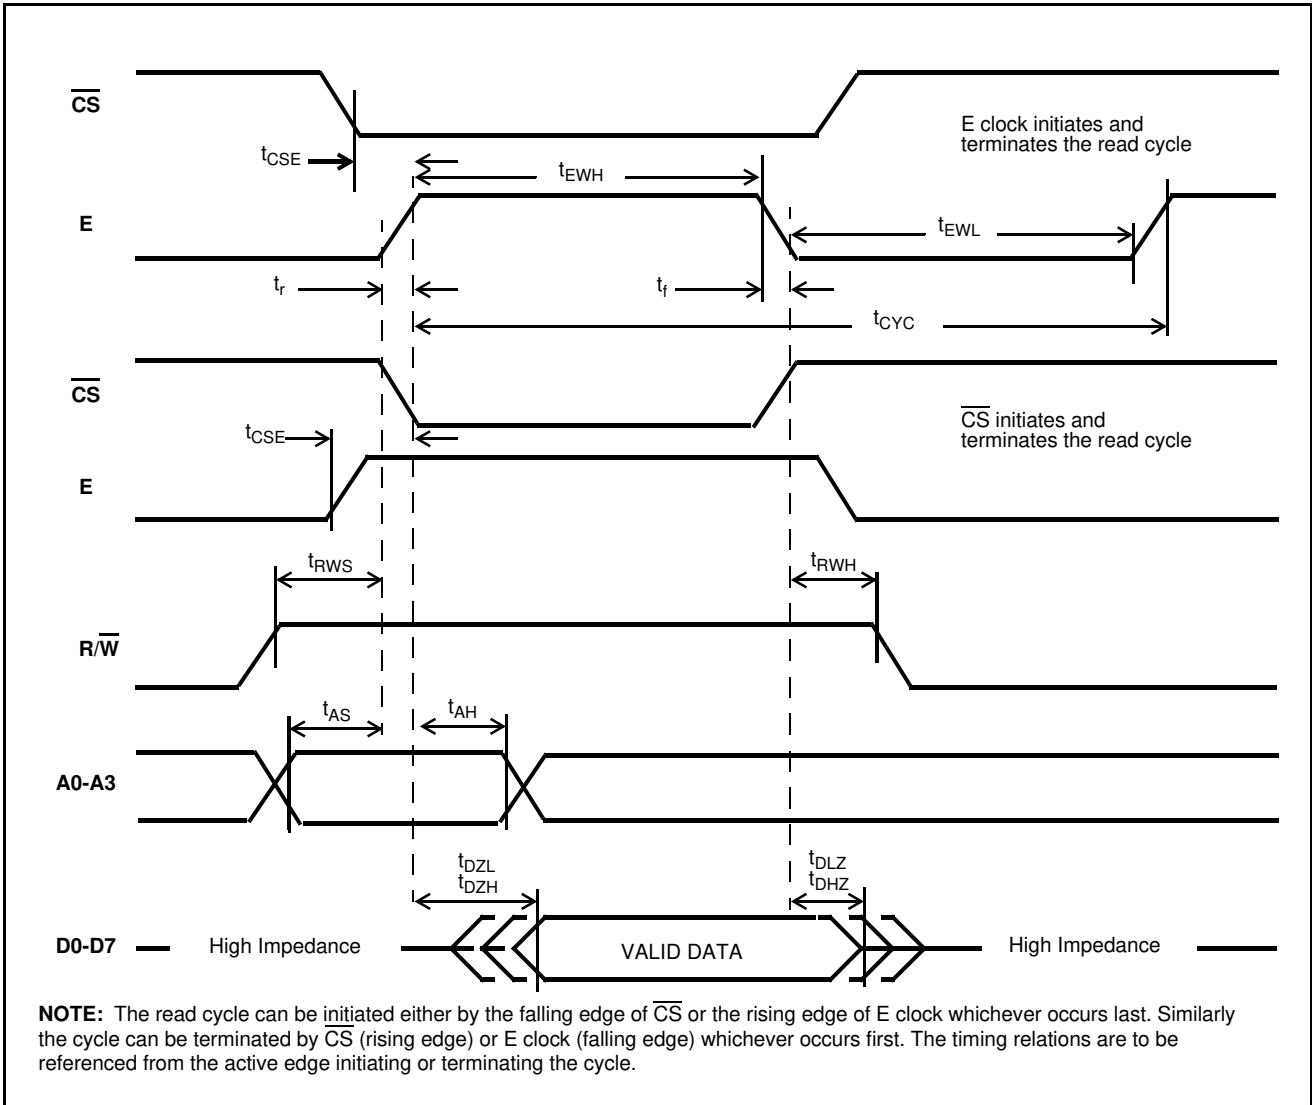 CS
E clock initiates and
terminates the read cycle
tCSE
tEWH
E
tEWL
tr
tf
tCYC
CS
CS initiates and
terminates the read cycle
tCSE
E
tRWS
tRWH
R/W
tAS
tAH
A0-A3
tDZL
tDZH
tDLZ
tDHZ
D0-D7
High Impedance
VALID DATA
High Impedance
NOTE: The read cycle can be initiated either by the falling edge of CS or the rising edge of E clock whichever occurs last. Similarly
the cycle can be terminated by CS (rising edge) or E clock (falling edge) whichever occurs first. The timing relations are to be
referenced from the active edge initiating or terminating the cycle.